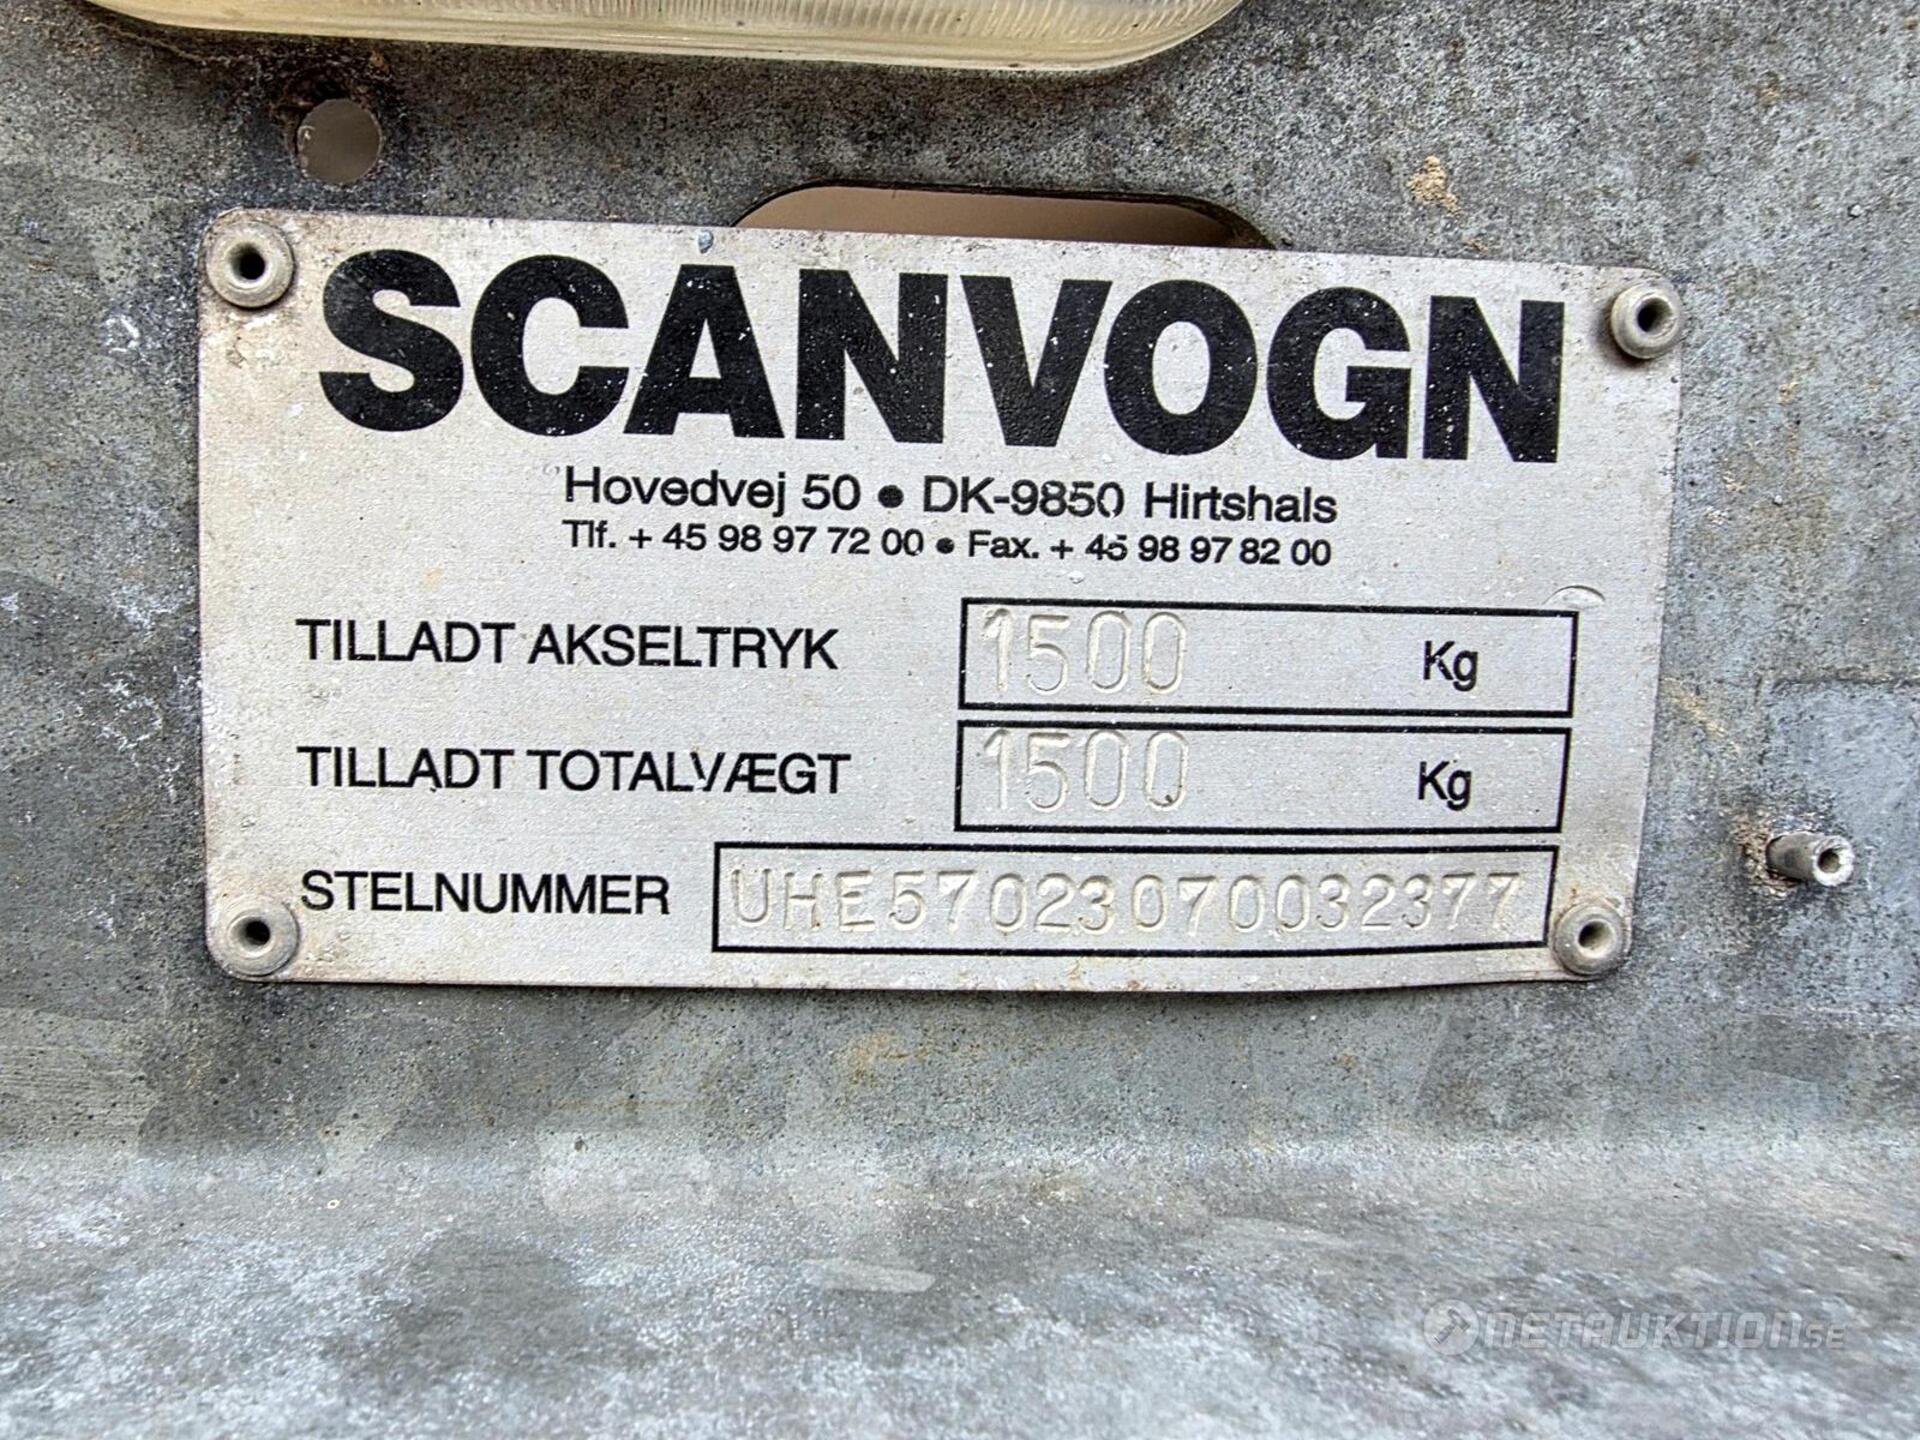 SCANVOGN
Hovedvej 50 • DK-9850 Hirtshals
Tlf. + 45 98 97 72 00 • Fax. + 45 98 97 82 00
TILLADT AKSELTRYK 1500 Kg
TILLADT TOTALVÆGT 1500 Kg
STELNUMMER UHE57023070032377
NETAUKTION.SE